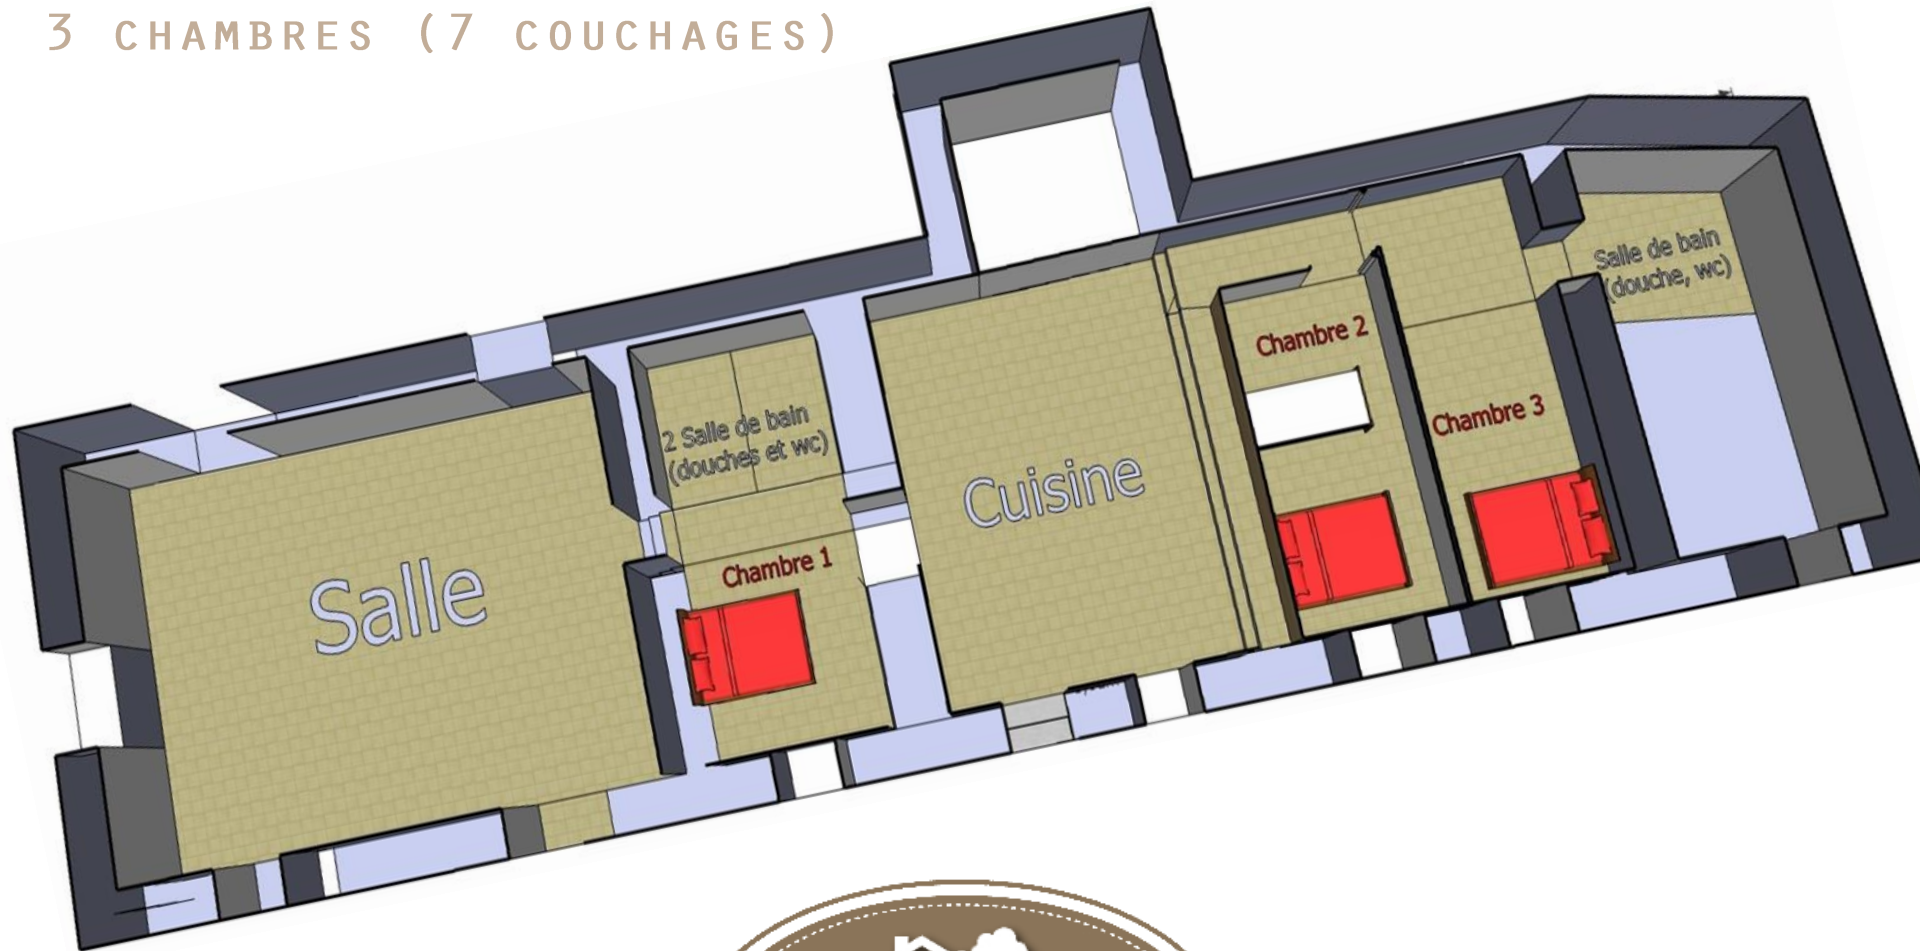 3 CHAMBRES (7 COUCHAGES)
Salle de bain
(douche, wc)
Chambre 2
Chambre 3
2 Salle de bain
(douches et wc)
Cuisine
Chambre 1
Salle